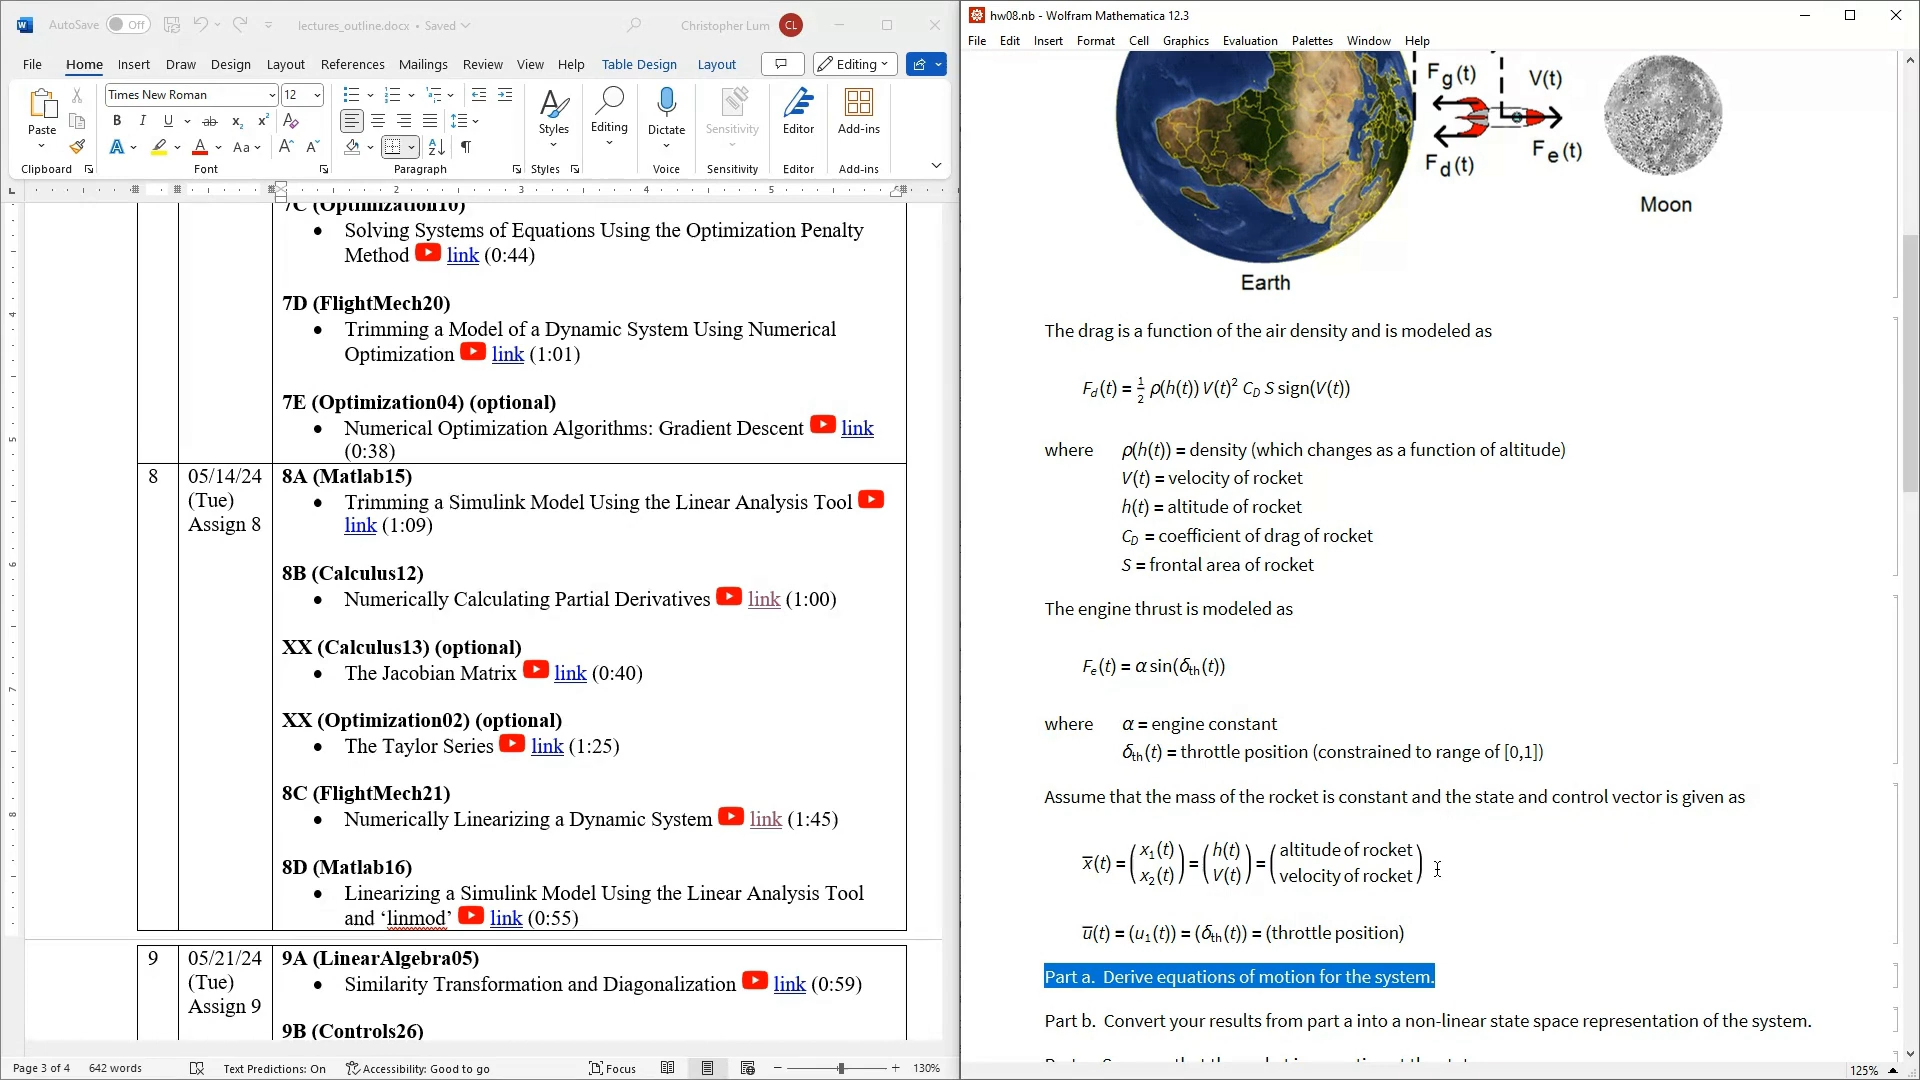 AutoSave Off lectures_outline.docx • Saved Christopher Lum CL
File Home Insert Draw Design Layout References Mailings Review View Help Table Design Layout Editing
Times New Roman 12
Paste Styles Editing Dictate Sensitivity Editor Add-ins
Clipboard Font Paragraph Styles Voice Sensitivity Editor Add-ins
7C (Optimization10)
• Solving Systems of Equations Using the Optimization Penalty
Method link (0:44)
7D (FlightMech20)
• Trimming a Model of a Dynamic System Using Numerical
Optimization link (1:01)
7E (Optimization04) (optional)
• Numerical Optimization Algorithms: Gradient Descent link
(0:38)
8 05/14/24 8A (Matlab15)
(Tue) • Trimming a Simulink Model Using the Linear Analysis Tool
Assign 8 link (1:09)
8B (Calculus12)
• Numerically Calculating Partial Derivatives link (1:00)
XX (Calculus13) (optional)
• The Jacobian Matrix link (0:40)
XX (Optimization02) (optional)
• The Taylor Series link (1:25)
8C (FlightMech21)
• Numerically Linearizing a Dynamic System link (1:45)
8D (Matlab16)
• Linearizing a Simulink Model Using the Linear Analysis Tool
and ‘linmod’ link (0:55)
9 05/21/24 9A (LinearAlgebra05)
(Tue) • Similarity Transformation and Diagonalization link (0:59)
Assign 9
9B (Controls26)
Page 3 of 4 642 words Text Predictions: On Accessibility: Good to go Focus 130%
hw08.nb - Wolfram Mathematica 12.3
File Edit Insert Format Cell Graphics Evaluation Palettes Window Help
Fg(t) V(t)
Fd(t) Fe(t)
Moon
Earth
The drag is a function of the air density and is modeled as
F_d(t) = 1/2 ρ(h(t)) V(t)² C_D S sign(V(t))
where ρ(h(t)) = density (which changes as a function of altitude)
V(t) = velocity of rocket
h(t) = altitude of rocket
C_D = coefficient of drag of rocket
S = frontal area of rocket
The engine thrust is modeled as
F_e(t) = α sin(δ_th(t))
where α = engine constant
δ_th(t) = throttle position (constrained to range of [0,1])
Assume that the mass of the rocket is constant and the state and control vector is given as
x̅(t) = (x₁(t) x₂(t)) = (h(t) V(t)) = (altitude of rocket velocity of rocket)
u̅(t) = (u₁(t)) = (δ_th(t)) = (throttle position)
Part a. Derive equations of motion for the system.
Part b. Convert your results from part a into a non-linear state space representation of the system.
125%